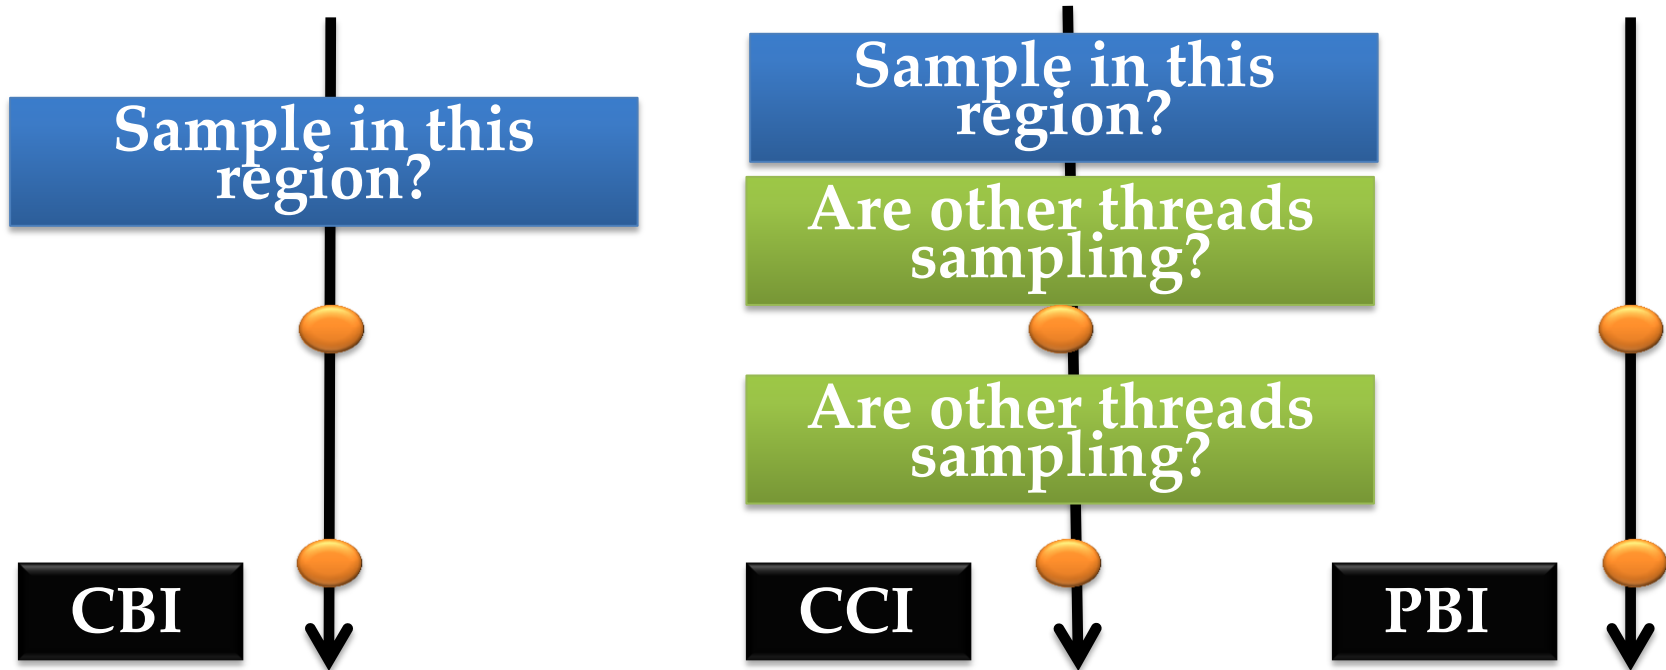 Sample in this
region?
Sample in this
region?
Are other threads
sampling?
Are other threads
sampling?
CBI
CCI
PBI